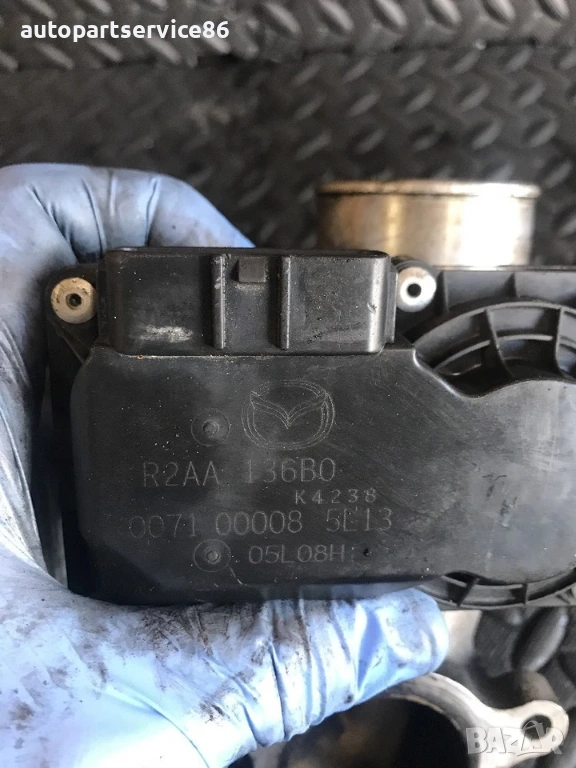 autopartservice86
R2AA 136B0
K4238
0071 00008 5E13
05L08H
BAZAR